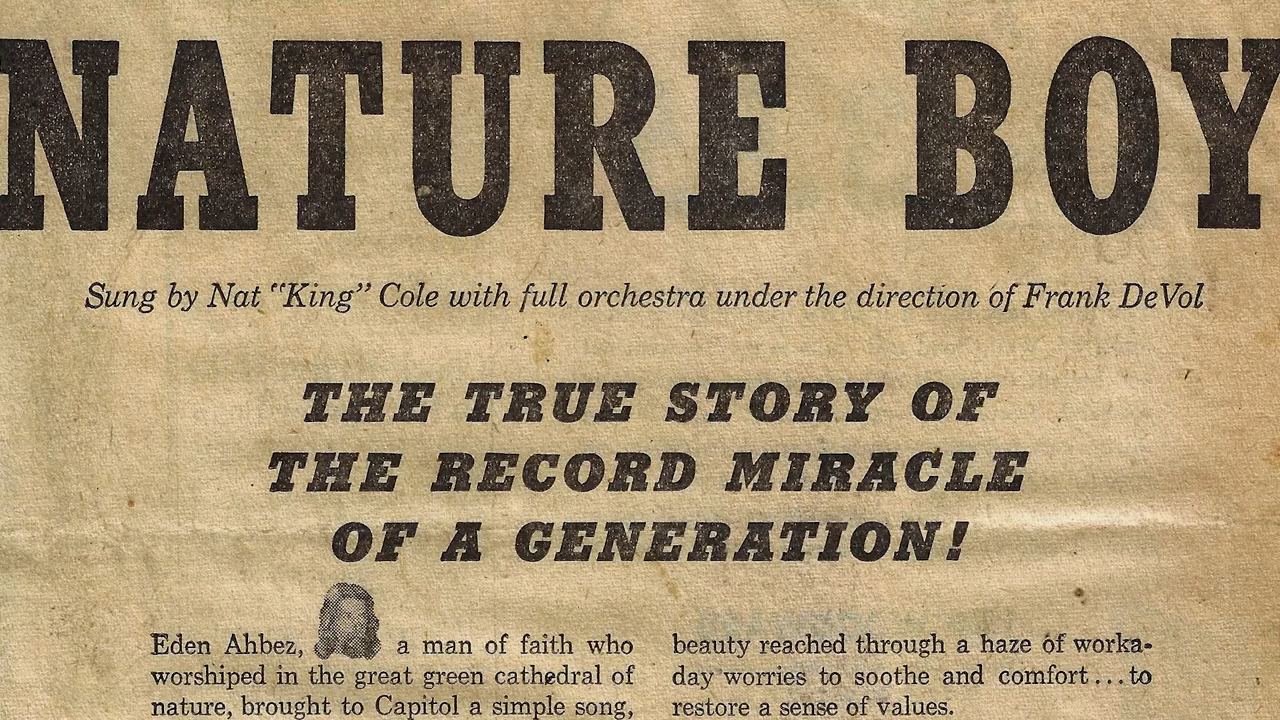 NATURE BOY
Sung by Nat "King" Cole with full orchestra under the direction of Frank DeVol
THE TRUE STORY OF
THE RECORD MIRACLE
OF A GENERATION!
Eden Ahbez, a man of faith who
worshiped in the great green cathedral of
nature, brought to Capitol a simple song,
beauty reached through a haze of worka-
day worries to soothe and comfort...to
restore a sense of values.